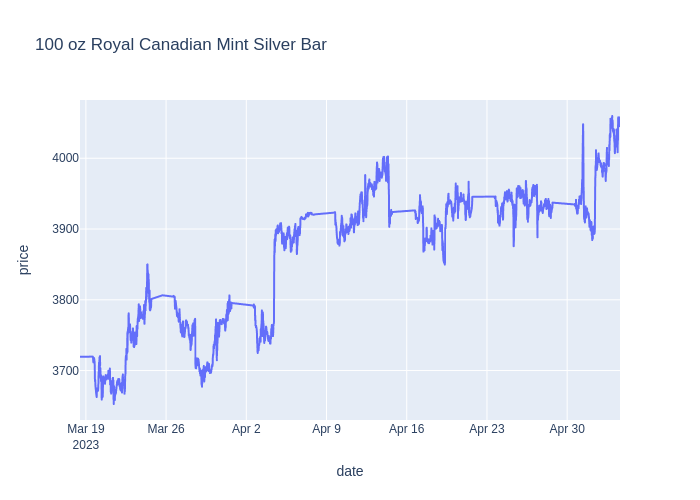 100 oz Royal Canadian Mint Silver Bar
4000
3900
3800
3700
price
Mar 19 Mar 26 Apr 2 Apr 9 Apr 16 Apr 23 Apr 30
2023
date